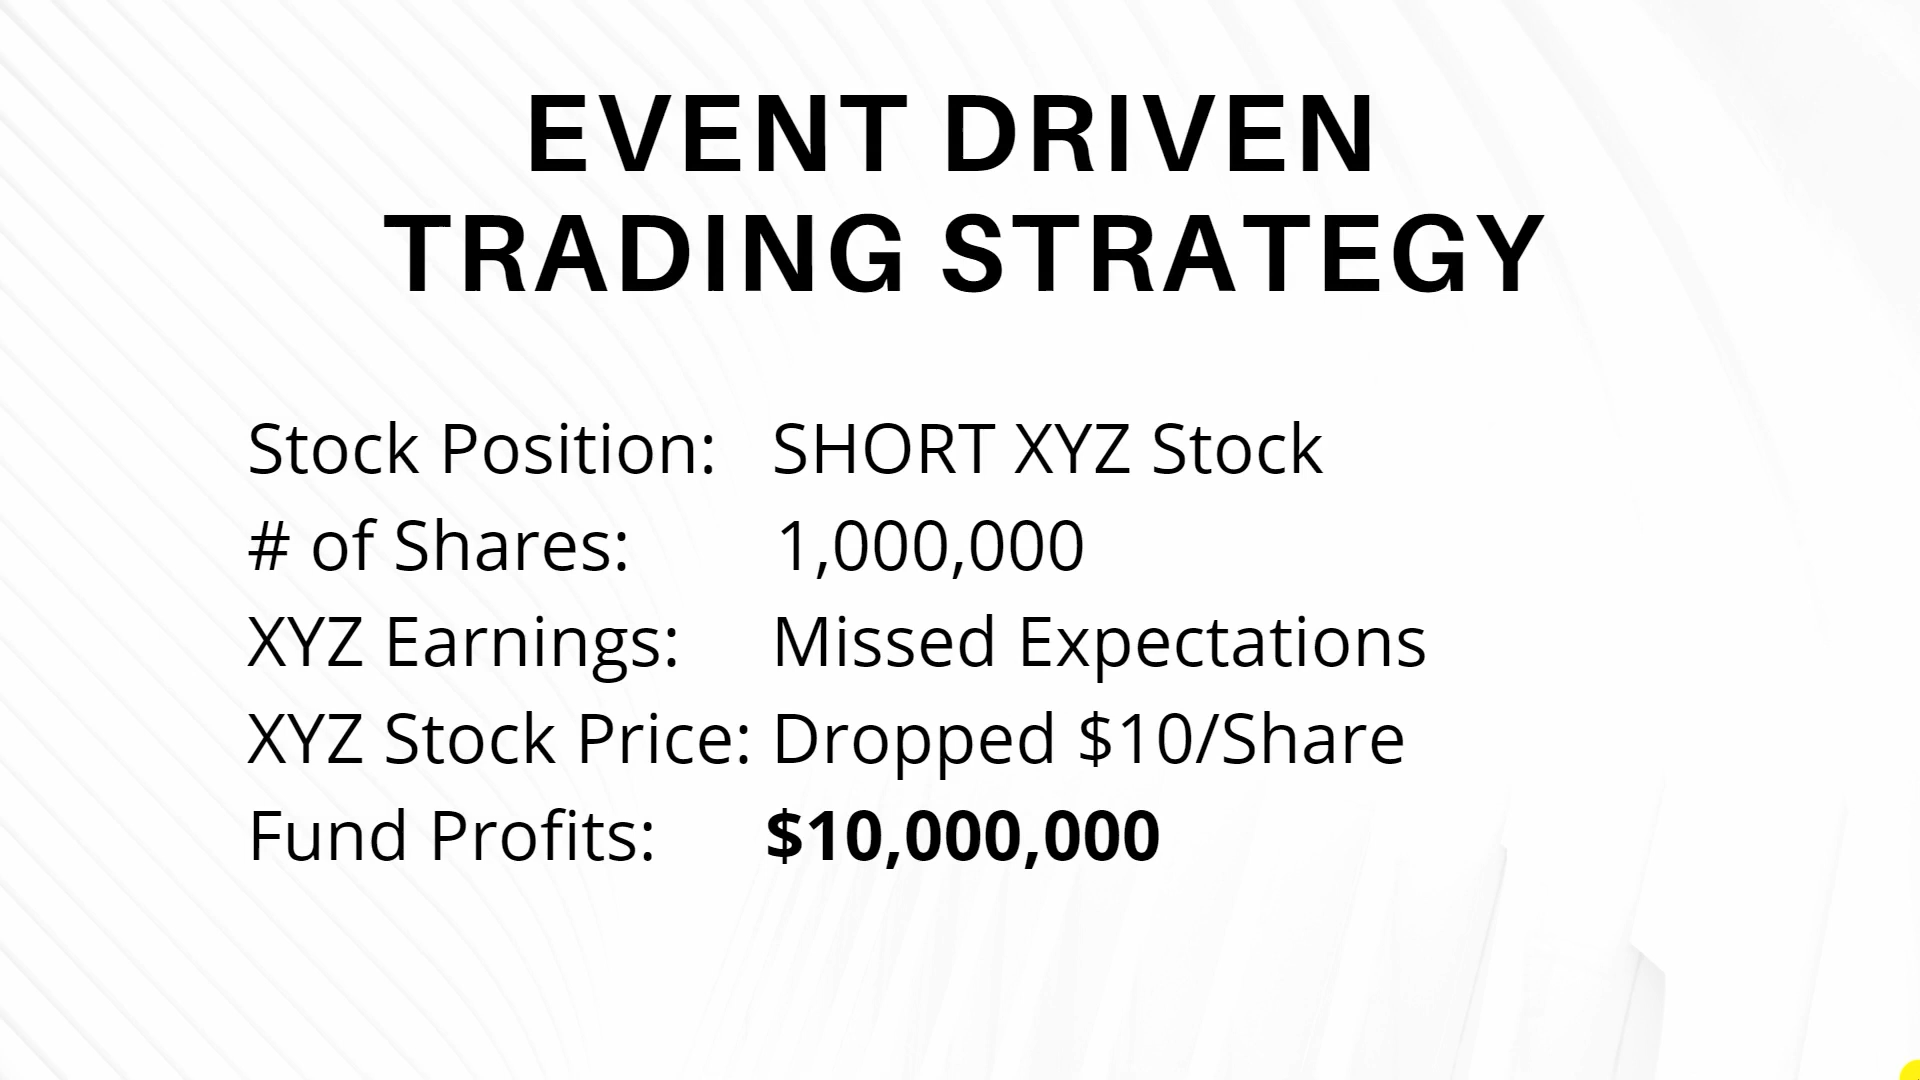 EVENT DRIVEN
TRADING STRATEGY
Stock Position: SHORT XYZ Stock
# of Shares: 1,000,000
XYZ Earnings: Missed Expectations
XYZ Stock Price: Dropped $10/Share
Fund Profits: $10,000,000